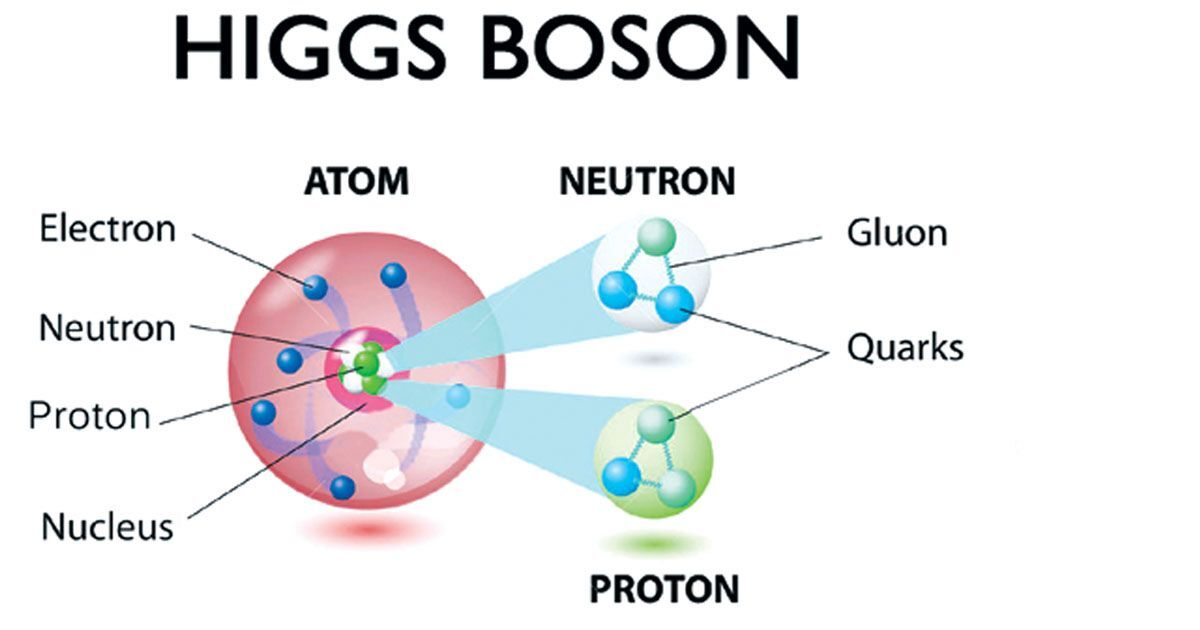 HIGGS BOSON
ATOM
NEUTRON
Electron
Neutron
Proton
Nucleus
Gluon
Quarks
PROTON